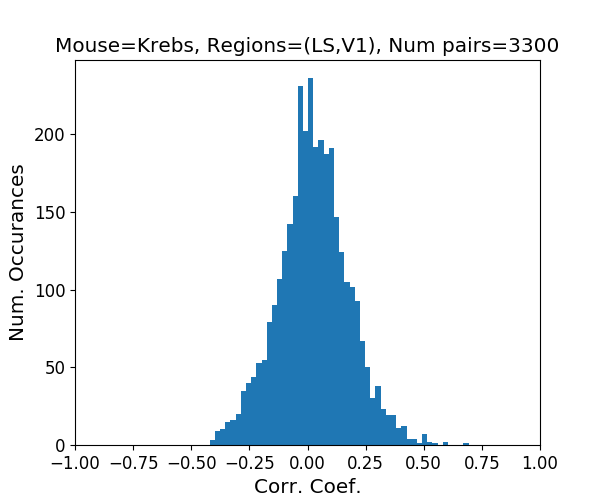 Mouse=Krebs, Regions=(LS,V1), Num pairs=3300
Num. Occurances
200
150
100
50
0
−1.00 −0.75 −0.50 −0.25 0.00 0.25 0.50 0.75 1.00
Corr. Coef.